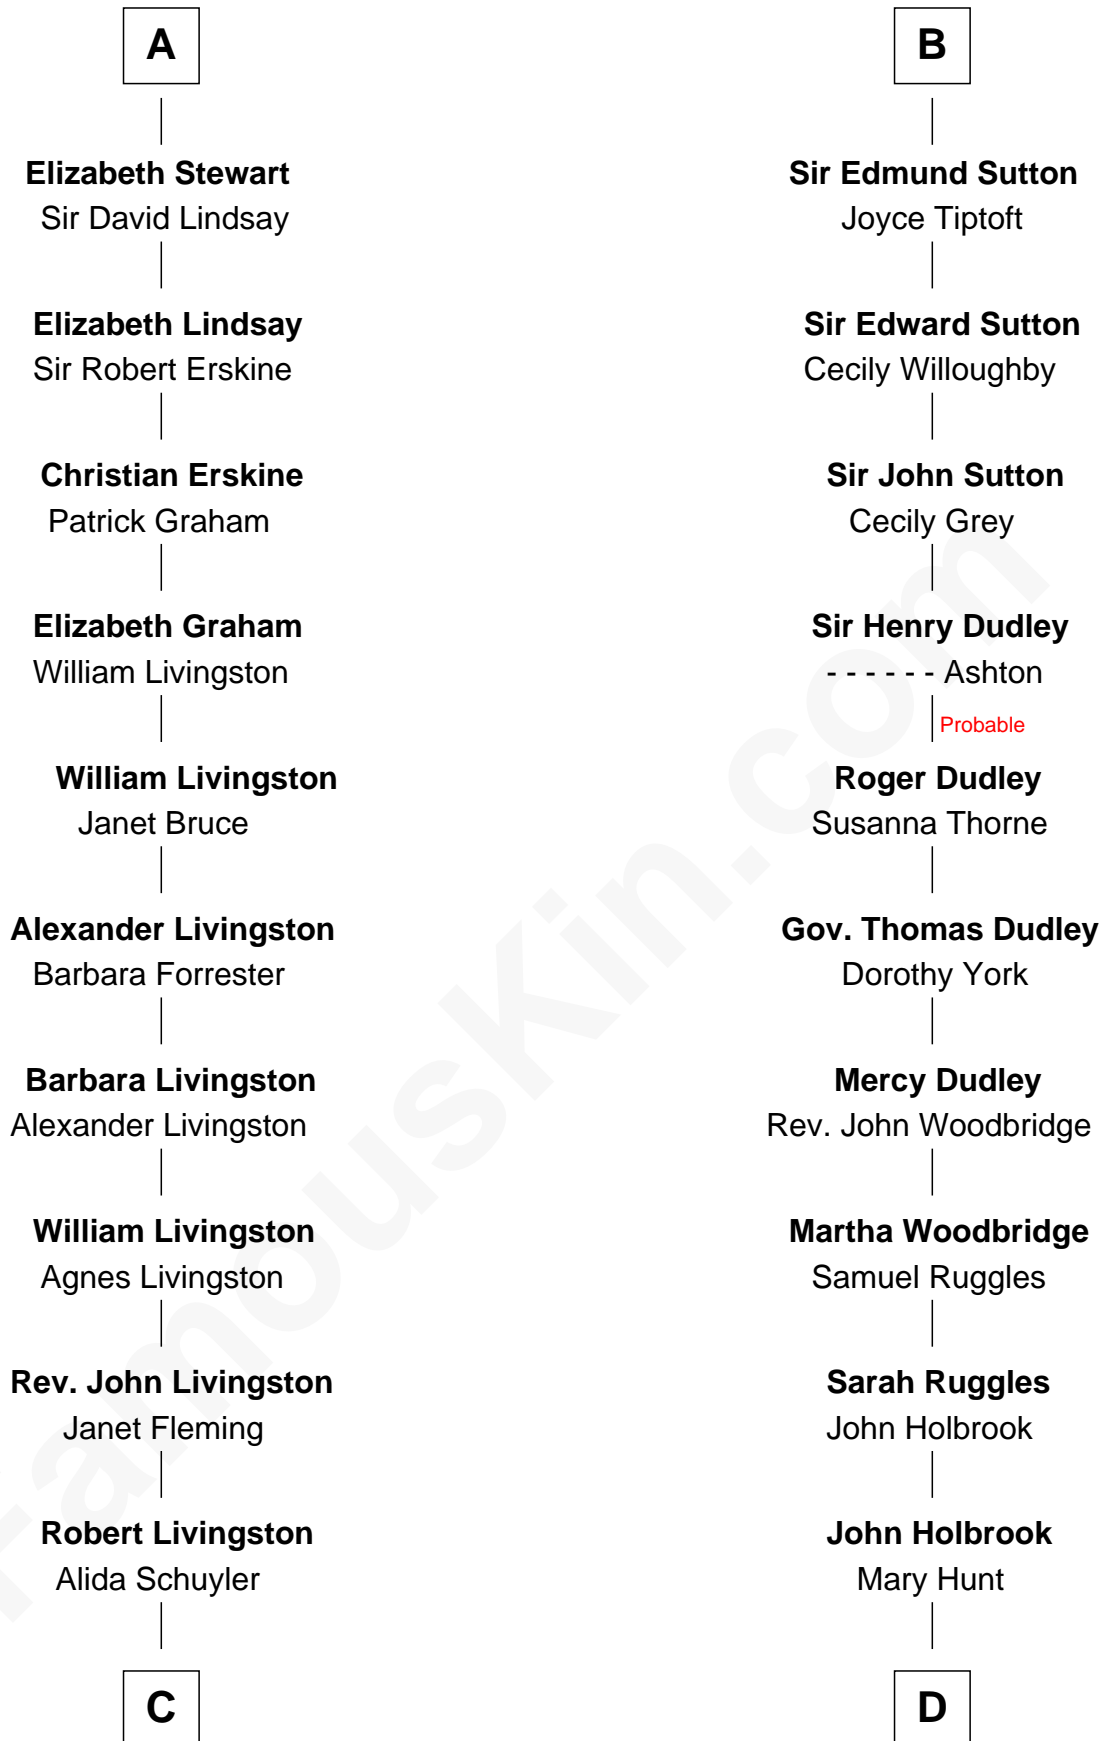 A
Elizabeth Stewart
Sir David Lindsay
Elizabeth Lindsay
Sir Robert Erskine
Christian Erskine
Patrick Graham
Elizabeth Graham
William Livingston
William Livingston
Janet Bruce
Alexander Livingston
Barbara Forrester
Barbara Livingston
Alexander Livingston
William Livingston
Agnes Livingston
Rev. John Livingston
Janet Fleming
Robert Livingston
Alida Schuyler
C
B
Sir Edmund Sutton
Joyce Tiptoft
Sir Edward Sutton
Cecily Willoughby
Sir John Sutton
Cecily Grey
Sir Henry Dudley
- - - - - - Ashton
Probable
Roger Dudley
Susanna Thorne
Gov. Thomas Dudley
Dorothy York
Mercy Dudley
Rev. John Woodbridge
Martha Woodbridge
Samuel Ruggles
Sarah Ruggles
John Holbrook
John Holbrook
Mary Hunt
D
FamousKin.com